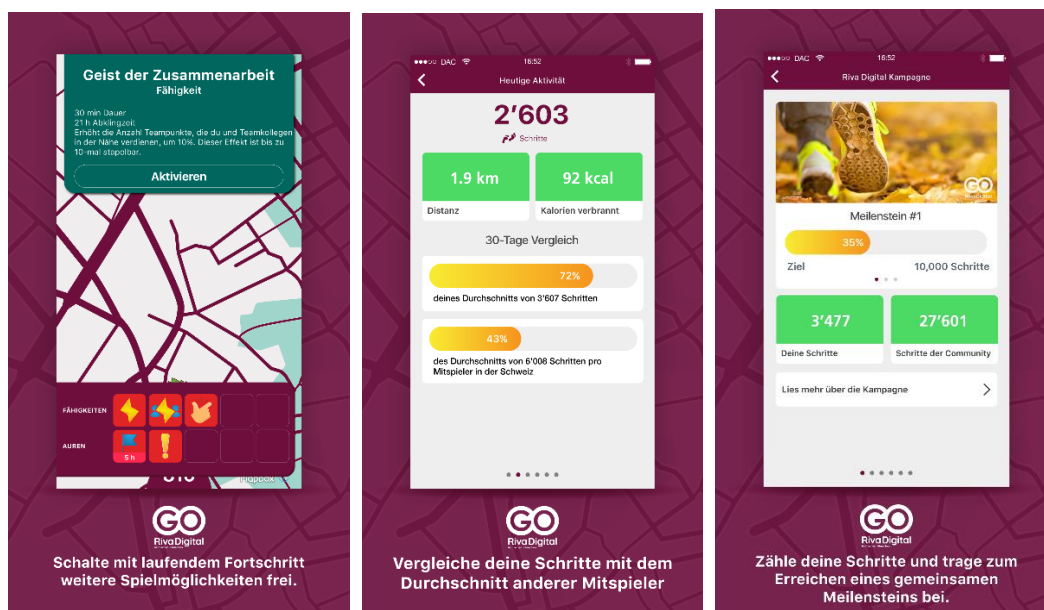 Geist der Zusammenarbeit
Fähigkeit
30 min Dauer
21 h Abklingzeit
Erhöht die Anzahl Teampunkte, die du und Teamkollegen
in der Nähe verdienen, um 10%. Dieser Effekt ist bis zu
10-mal stapelbar.
Aktivieren
FÄHIGKEITEN
AUREN
5 h
mapbox
GO
RivaDigital
Schalte mit laufendem Fortschritt
weitere Spielmöglichkeiten frei.
DAC 16:52
Heutige Aktivität
2’603
Schritte
1.9 km
Distanz
92 kcal
Kalorien verbrannt
30-Tage Vergleich
72%
deines Durchschnitts von 3'607 Schritten
43%
des Durchschnitts von 6'008 Schritten pro
Mitspieler in der Schweiz
GO
RivaDigital
Vergleiche deine Schritte mit dem
Durchschnitt anderer Mitspieler
DAC 16:52
Riva Digital Kampagne
GO
RivaDigital
Meilenstein #1
35%
Ziel 10,000 Schritte
3’477
Deine Schritte
27’601
Schritte der Community
Lies mehr über die Kampagne
GO
RivaDigital
Zähle deine Schritte und trage zum
Erreichen eines gemeinsamen
Meilensteins bei.